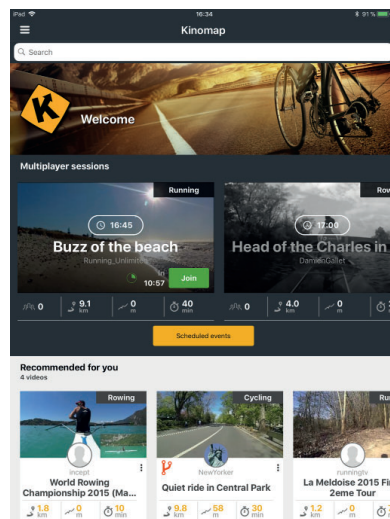 iPad 16:34 91 %
Kinomap
Search
K
Welcome
Multiplayer sessions
Running
16:45
Buzz of the beach
Running_Unlimited
in
10:57
Join
0 9.1 km 0 m 40 min
Row
17:00
Head of the Charles in
DamienGallet
0 4.0 km 0 m
Scheduled events
Recommended for you
4 videos
Rowing
incept
World Rowing
Championship 2015 (Ma...
1.8 km 0 m 10 min
Cycling
NewYorker
Quiet ride in Central Park
9.8 km 58 m 30 min
Run
runningtv
La Meldoise 2015 Fi
2eme Tour
1.2 km 0 m